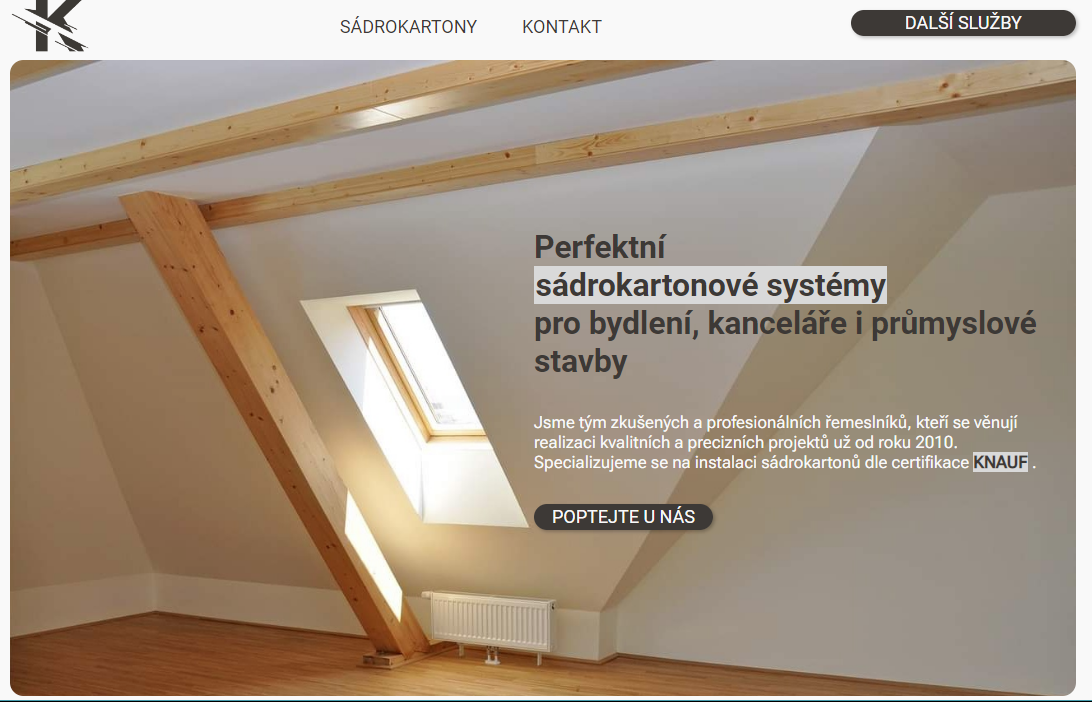 SÁDROKARTONY KONTAKT DALŠÍ SLUŽBY
Perfektní
sádrokartonové systémy
pro bydlení, kanceláře i průmyslové
stavby
Jsme tým zkušených a profesionálních řemeslníků, kteří se věnují
realizaci kvalitních a precizních projektů už od roku 2010.
Specializujeme se na instalaci sádrokartonů dle certifikace KNAUF .
POPTEJTE U NÁS